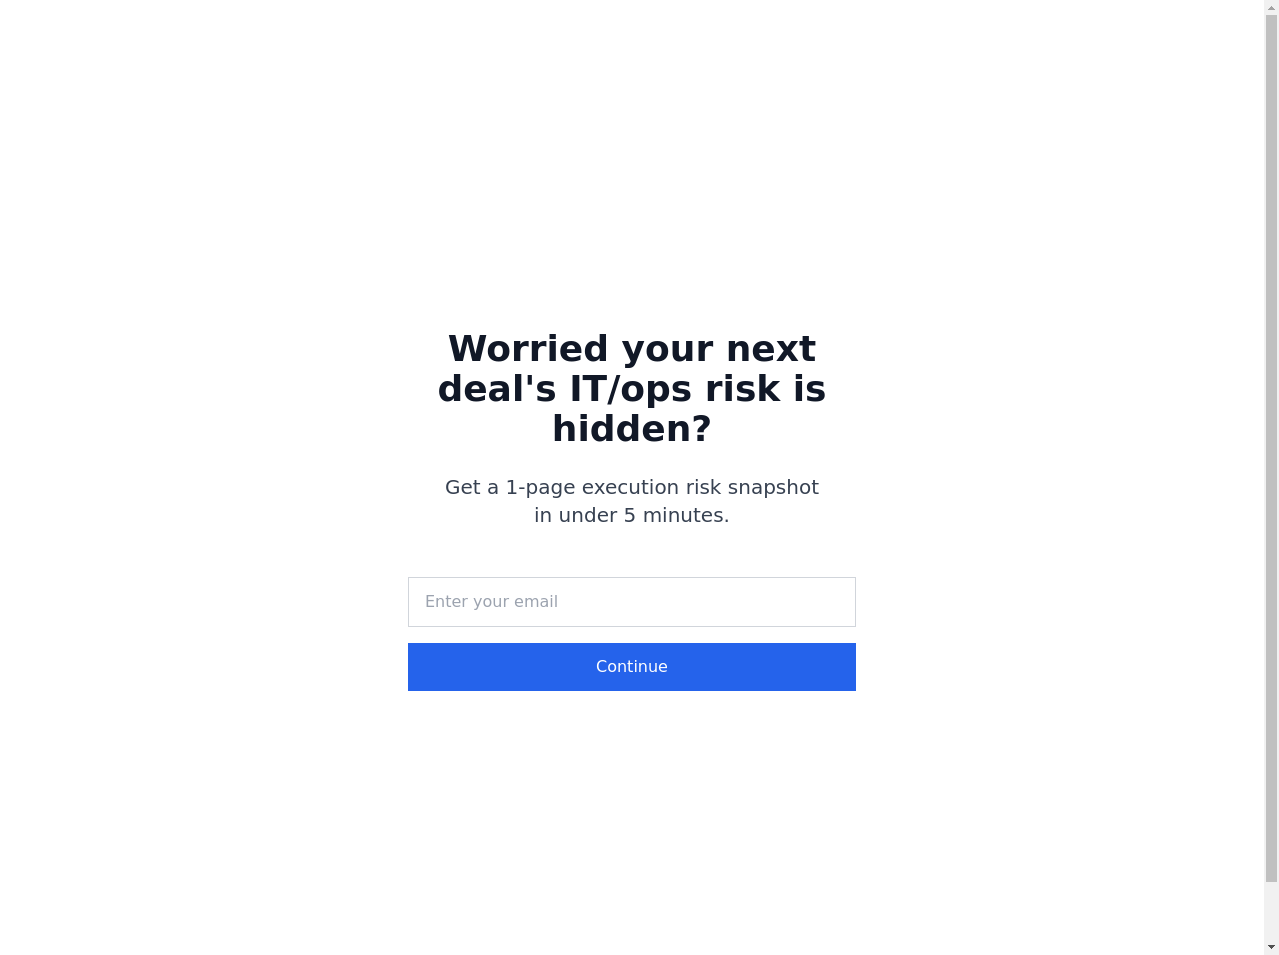 Worried your next
deal's IT/ops risk is
hidden?
Get a 1-page execution risk snapshot
in under 5 minutes.
Enter your email
Continue